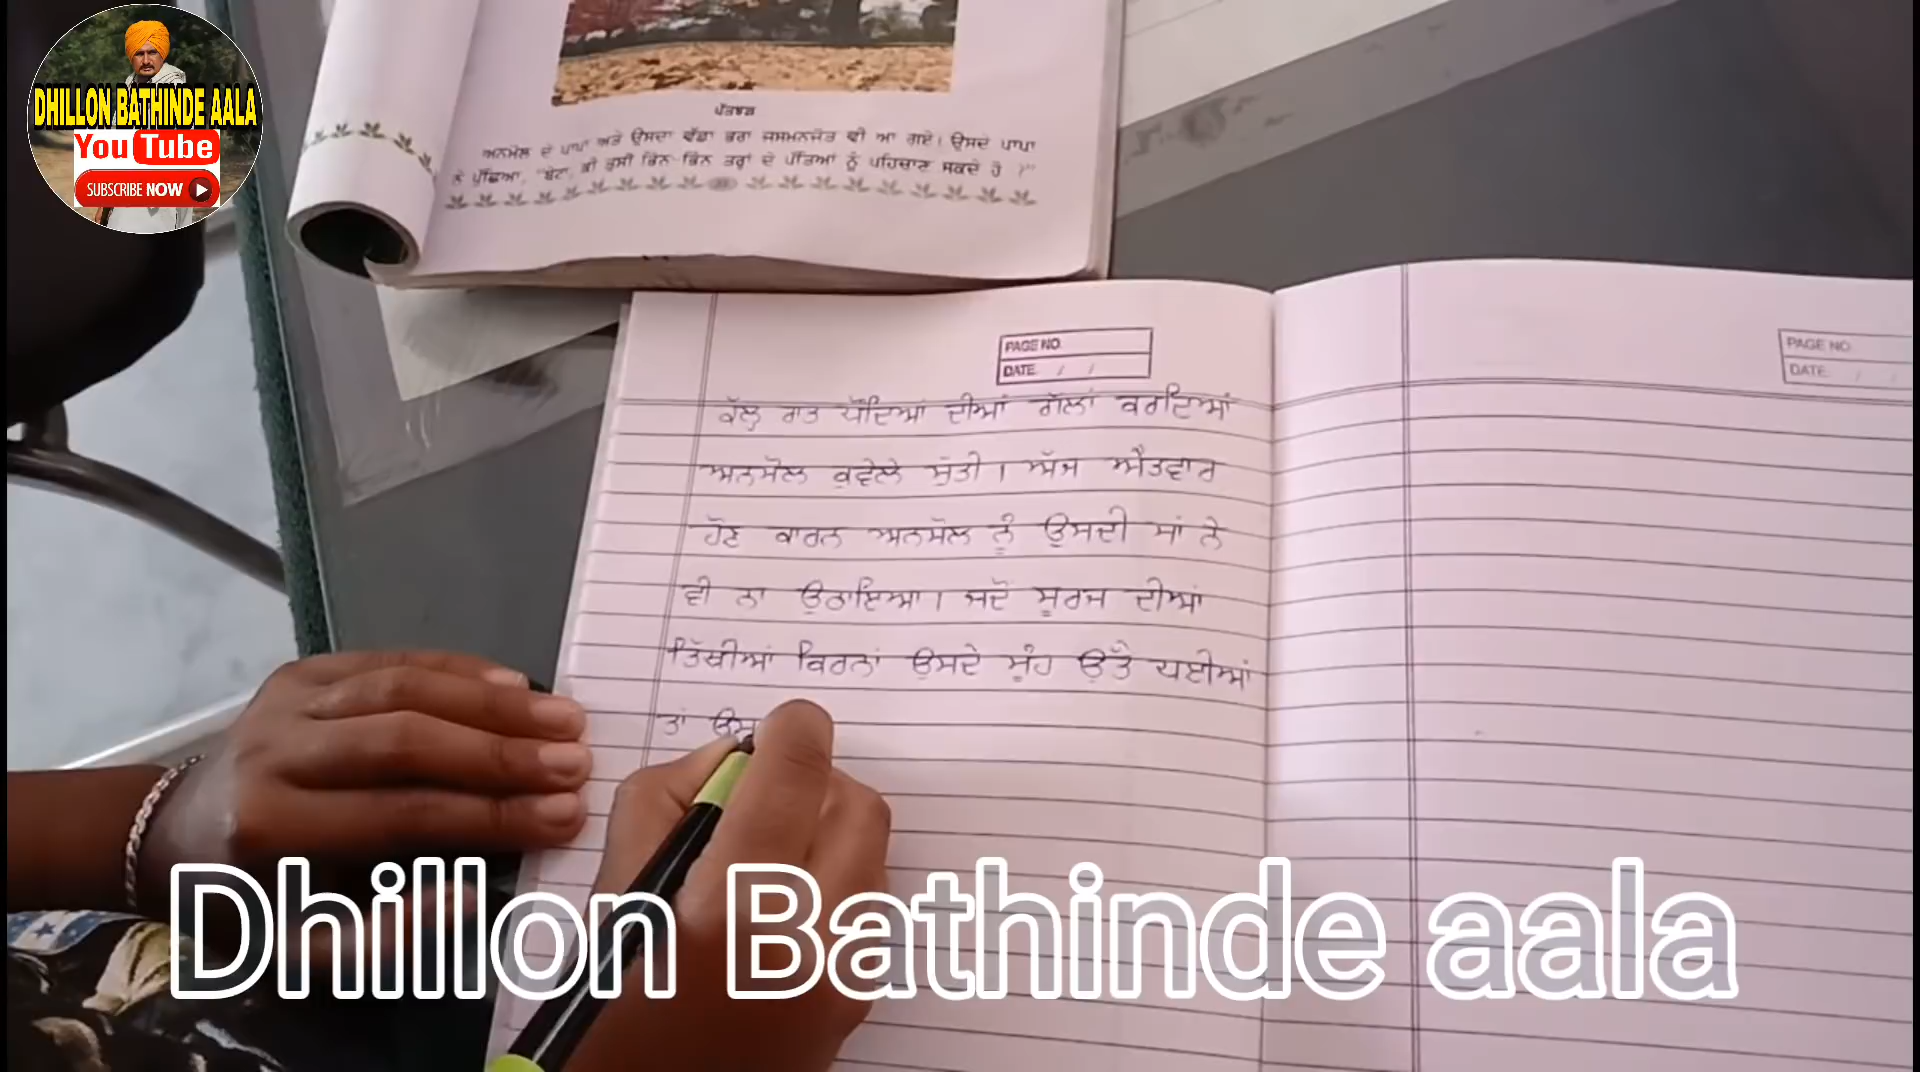 DHILLON BATHINDE AALA
You Tube
SUBSCRIBE NOW
ਪੱਤਝੜ
ਅਨਮੋਲ ਦੇ ਪਾਪਾ ਅਤੇ ਉਸਦਾ ਵੱਡਾ ਭਰਾ ਜਸਮਨਜੋਤ ਵੀ ਆ ਗਏ। ਉਸਦੇ ਪਾਪਾ
ਨੇ ਪੁੱਛਿਆ, "ਬੇਟਾ, ਕੀ ਤੁਸੀਂ ਭਿੰਨ-ਭਿੰਨ ਤਰ੍ਹਾਂ ਦੇ ਪੱਤਿਆਂ ਨੂੰ ਪਹਿਚਾਣ ਸਕਦੇ ਹੋ ?"
PAGE NO
DATE / /
ਕੱਲ੍ਹ ਰਾਤ ਪੌਦਿਆਂ ਦੀਆਂ ਗੱਲਾਂ ਕਰਦਿਆਂ
ਅਨਮੋਲ ਕੁਵੇਲੇ ਸੁੱਤੀ। ਅੱਜ ਐਤਵਾਰ
ਹੋਣ ਕਾਰਨ ਅਨਮੋਲ ਨੂੰ ਉਸਦੀ ਮਾਂ ਨੇ
ਵੀ ਨਾ ਉਠਾਇਆ। ਜਦੋਂ ਸੂਰਜ ਦੀਆਂ
ਤਿੱਖੀਆਂ ਕਿਰਨਾਂ ਉਸਦੇ ਮੂੰਹ ਉੱਤੇ ਪਈਆਂ
ਤਾਂ ਉਸ
PAGE NO
DATE / /
Dhillon Bathinde aala